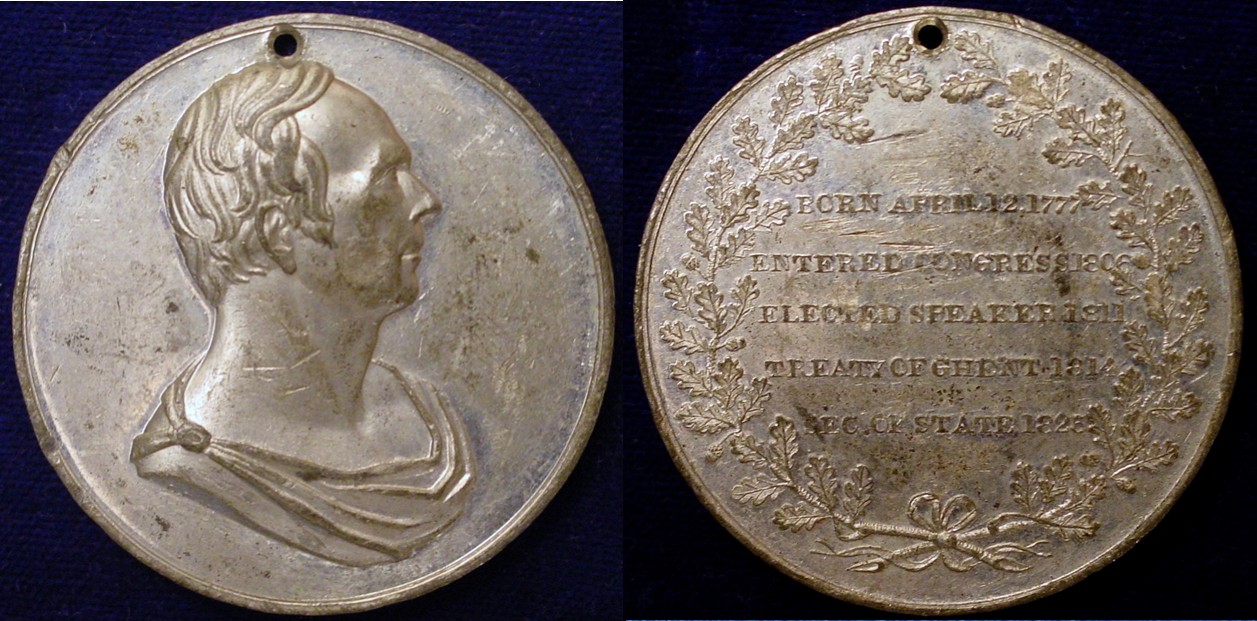 BORN APRIL 12, 1777
ENTERED CONGRESS 1806
ELECTED SPEAKER 1811
TREATY OF GHENT 1814
SEC. OF STATE 1825